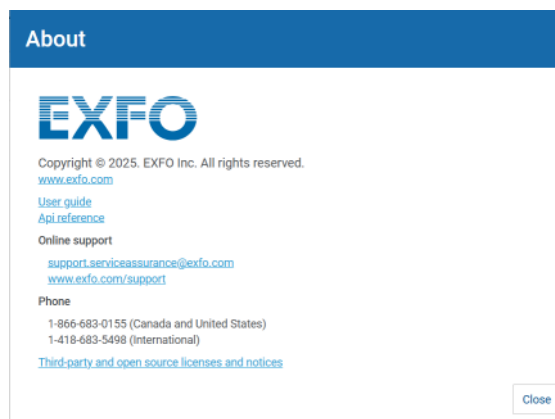 About
EXFO
Copyright © 2025. EXFO Inc. All rights reserved.
www.exfo.com
User guide
Api reference
Online support
support.serviceassurance@exfo.com
www.exfo.com/support
Phone
1-866-683-0155 (Canada and United States)
1-418-683-5498 (International)
Third-party and open source licenses and notices
Close